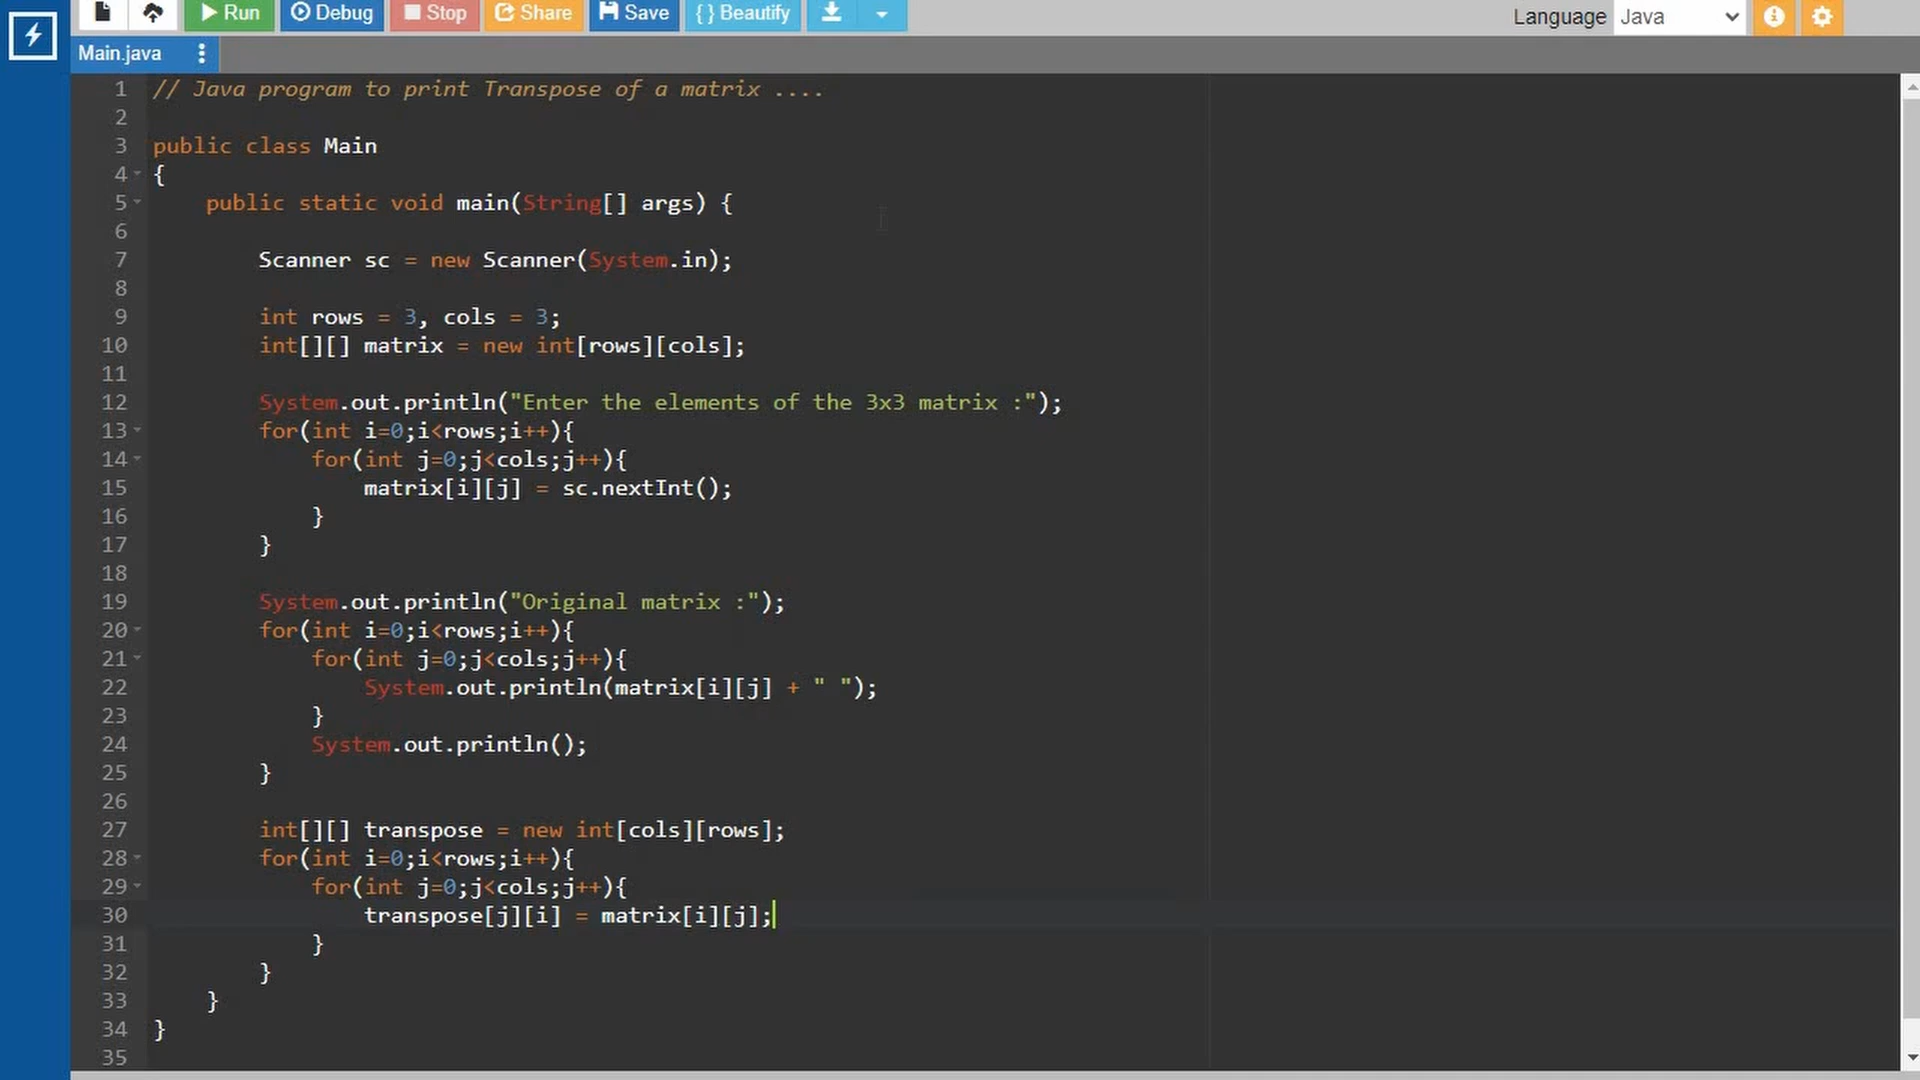 Run Debug Stop Share Save { } Beautify Language Java
Main.java
1 // Java program to print Transpose of a matrix ....
2
3 public class Main
4 {
5     public static void main(String[] args) {
6
7         Scanner sc = new Scanner(System.in);
8
9         int rows = 3, cols = 3;
10         int[][] matrix = new int[rows][cols];
11
12         System.out.println("Enter the elements of the 3x3 matrix :");
13         for(int i=0;i<rows;i++){
14             for(int j=0;j<cols;j++){
15                 matrix[i][j] = sc.nextInt();
16             }
17         }
18
19         System.out.println("Original matrix :");
20         for(int i=0;i<rows;i++){
21             for(int j=0;j<cols;j++){
22                 System.out.println(matrix[i][j] + " ");
23             }
24             System.out.println();
25         }
26
27         int[][] transpose = new int[cols][rows];
28         for(int i=0;i<rows;i++){
29             for(int j=0;j<cols;j++){
30                 transpose[j][i] = matrix[i][j];
31             }
32         }
33     }
34 }
35